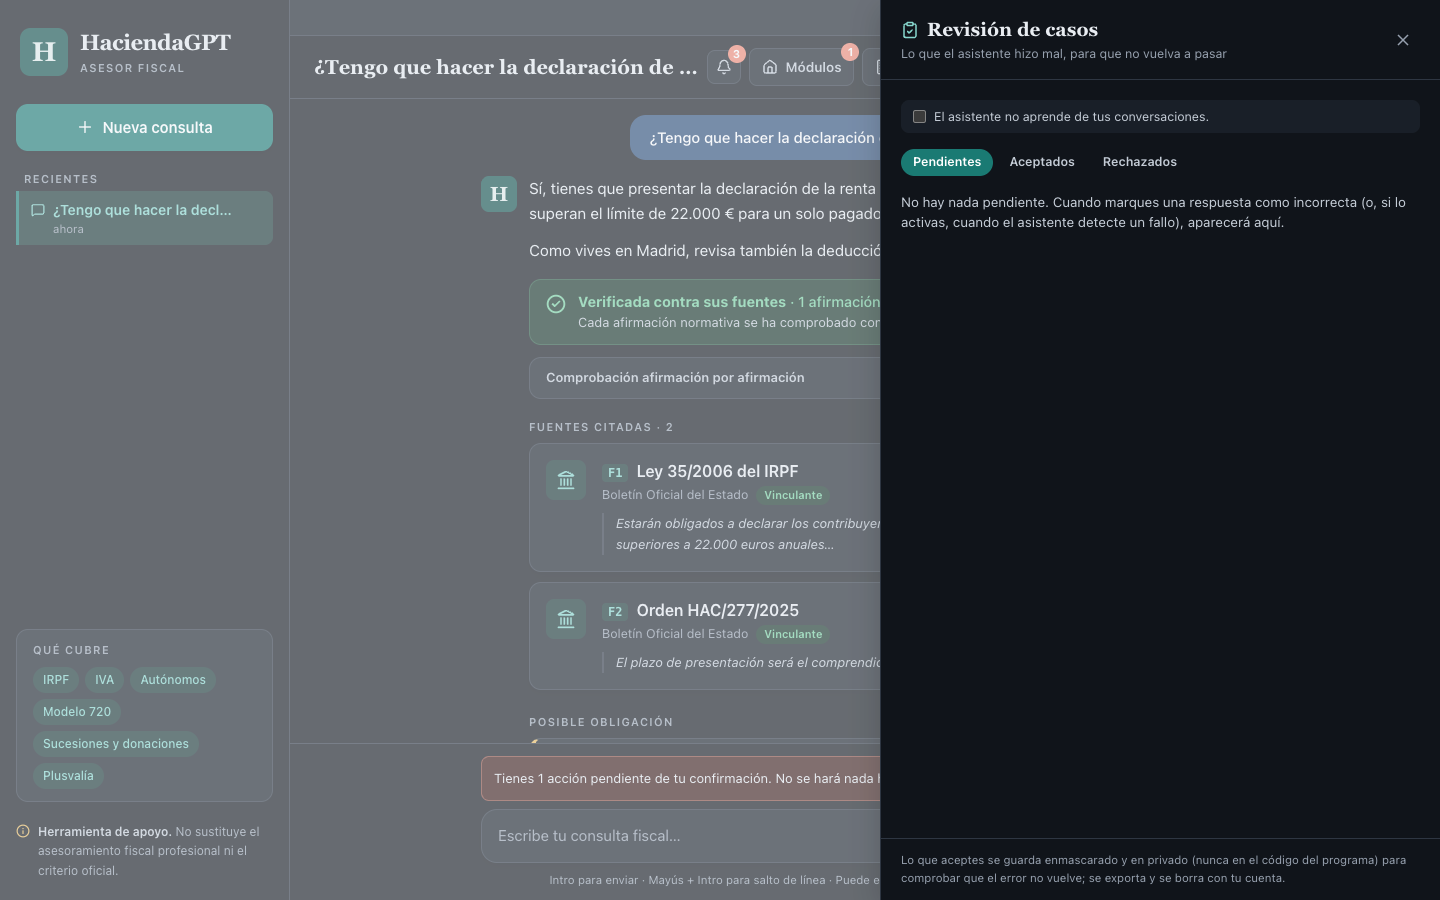 H
HaciendaGPT
ASESOR FISCAL
Nueva consulta
RECIENTES
¿Tengo que hacer la decl...
ahora
QUÉ CUBRE
IRPF
IVA
Autónomos
Modelo 720
Sucesiones y donaciones
Plusvalía
Herramienta de apoyo. No sustituye el
asesoramiento fiscal profesional ni el
criterio oficial.
¿Tengo que hacer la declaración de ...
3
Módulos
1
¿Tengo que hacer la declaración
H
Sí, tienes que presentar la declaración de la renta
superan el límite de 22.000 € para un solo pagado
Como vives en Madrid, revisa también la deducció
Verificada contra sus fuentes · 1 afirmación
Cada afirmación normativa se ha comprobado con
Comprobación afirmación por afirmación
FUENTES CITADAS · 2
F1 Ley 35/2006 del IRPF
Boletín Oficial del Estado Vinculante
Estarán obligados a declarar los contribuyen
superiores a 22.000 euros anuales...
F2 Orden HAC/277/2025
Boletín Oficial del Estado Vinculante
El plazo de presentación será el comprendid
POSIBLE OBLIGACIÓN
Tienes 1 acción pendiente de tu confirmación. No se hará nada
Escribe tu consulta fiscal...
Intro para enviar · Mayús + Intro para salto de línea · Puede
Revisión de casos
Lo que el asistente hizo mal, para que no vuelva a pasar
El asistente no aprende de tus conversaciones.
Pendientes
Aceptados
Rechazados
No hay nada pendiente. Cuando marques una respuesta como incorrecta (o, si lo
activas, cuando el asistente detecte un fallo), aparecerá aquí.
Lo que aceptes se guarda enmascarado y en privado (nunca en el código del programa) para
comprobar que el error no vuelve; se exporta y se borra con tu cuenta.